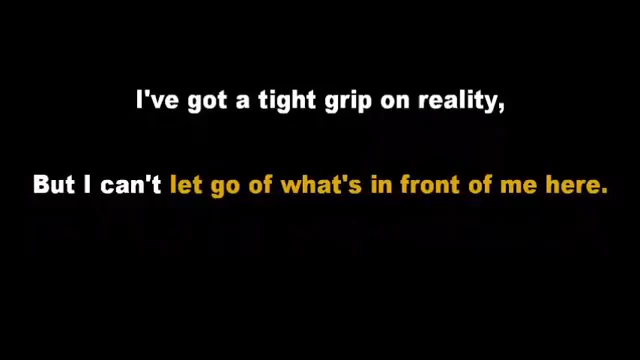 I've got a tight grip on reality,
But I can't let go of what's in front of me here.